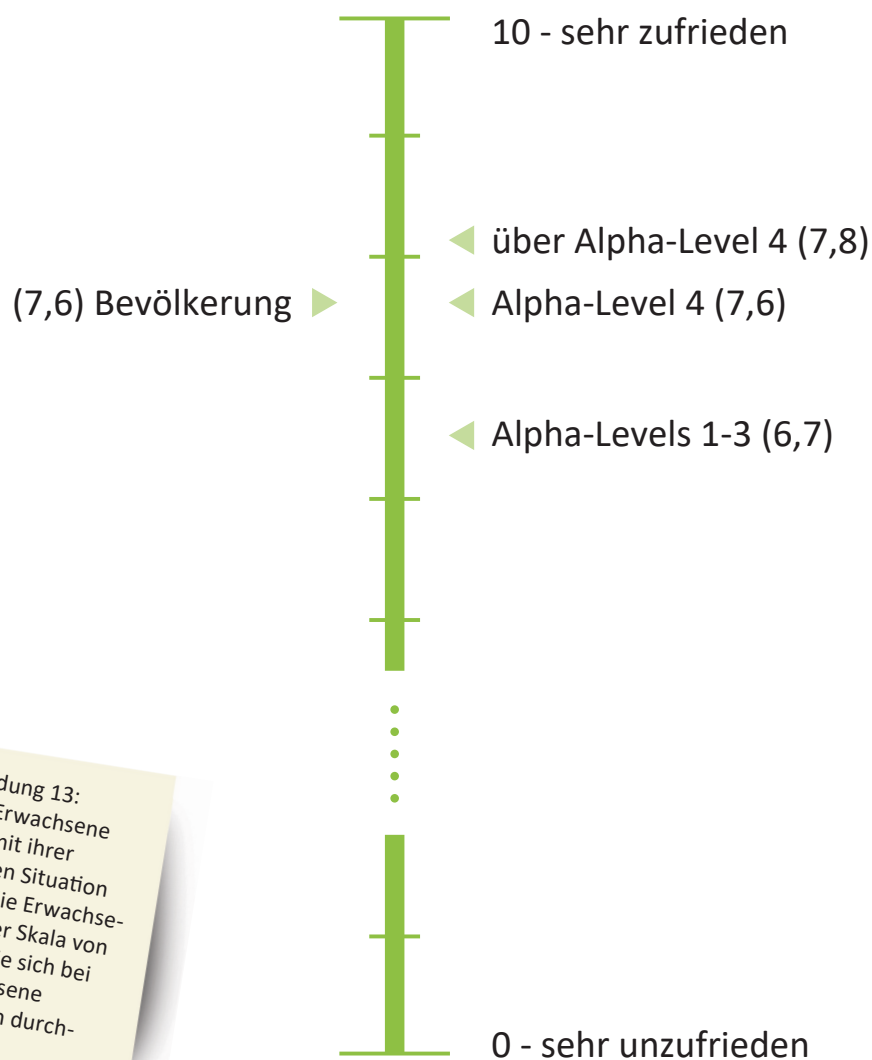 10 - sehr zufrieden
über Alpha-Level 4 (7,8)
(7,6) Bevölkerung
Alpha-Level 4 (7,6)
Alpha-Levels 1-3 (6,7)
dung 13:
Erwachsene
mit ihrer
en Situation
ie Erwachse-
er Skala von
e sich bei
sene
n durch-
0 - sehr unzufrieden